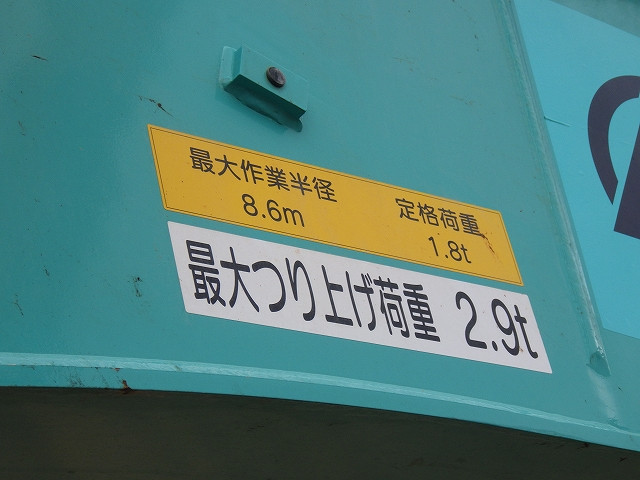 最大作業半径 定格荷重
8.6m 1.8t
最大つり上げ荷重 2.9t